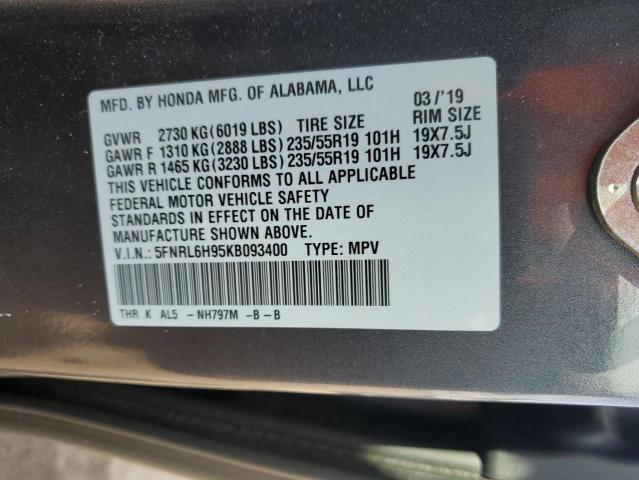 MFD. BY HONDA MFG. OF ALABAMA, LLC 03/'19
GVWR 2730 KG(6019 LBS) TIRE SIZE RIM SIZE
GAWR F 1310 KG(2888 LBS) 235/55R19 101H 19X7.5J
GAWR R 1465 KG(3230 LBS) 235/55R19 101H 19X7.5J
THIS VEHICLE CONFORMS TO ALL APPLICABLE
FEDERAL MOTOR VEHICLE SAFETY
STANDARDS IN EFFECT ON THE DATE OF
MANUFACTURE SHOWN ABOVE.
V.I.N.: 5FNRL6H95KB093400 TYPE: MPV
THR K AL5 -NH797M -B-B